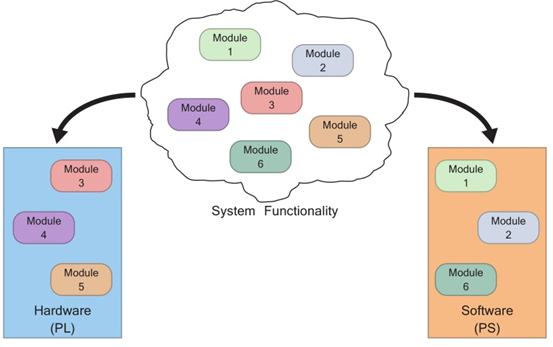 Module
1
Module
2
Module
3
Module
4
Module
5
Module
6
System Functionality
Module
3
Module
4
Module
5
Hardware
(PL)
Module
1
Module
2
Module
6
Software
(PS)